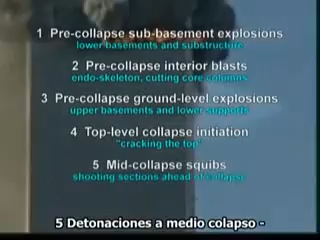 1 Pre-collapse sub-basement explosions
lower basements and substructure
2 Pre-collapse interior blasts
endo-skeleton, cutting core columns
3 Pre-collapse ground-level explosions
upper basements and lower supports
4 Top-level collapse initiation
"cracking the top"
5 Mid-collapse squibs
shooting sections ahead of collapse
5 Detonaciones a medio colapso -